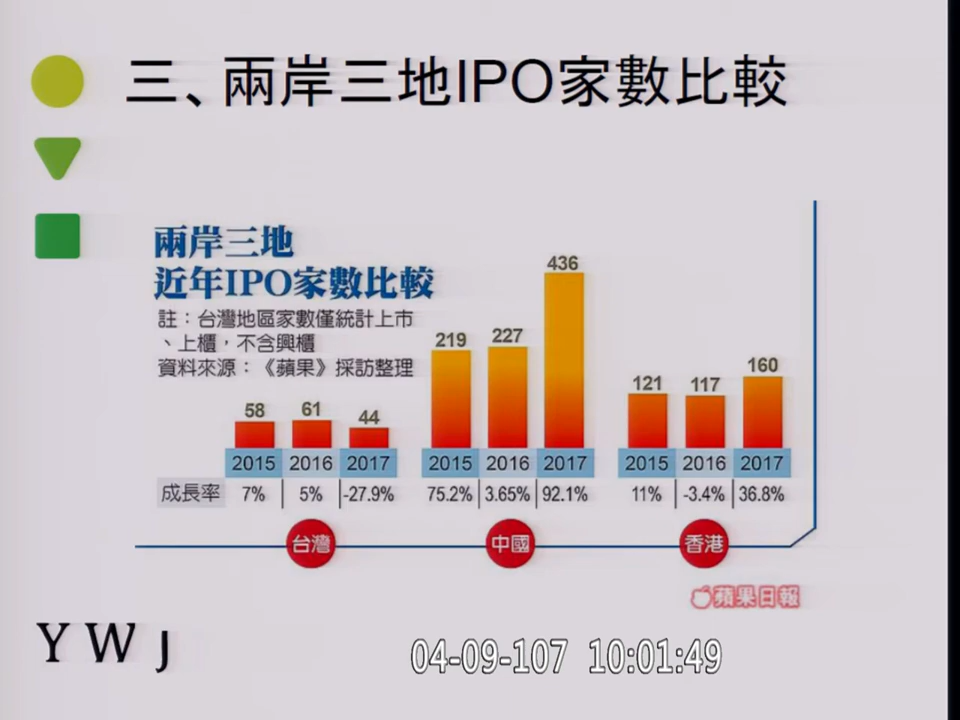 三、兩岸三地IPO家數比較
兩岸三地
近年IPO家數比較
註：台灣地區家數僅統計上市
、上櫃，不含興櫃
資料來源：《蘋果》採訪整理
58 61 44 219 227 436 121 117 160
2015 2016 2017 2015 2016 2017 2015 2016 2017
成長率 7% 5% -27.9% 75.2% 3.65% 92.1% 11% -3.4% 36.8%
台灣 中國 香港
蘋果日報
YWJ
04-09-107 10:01:49